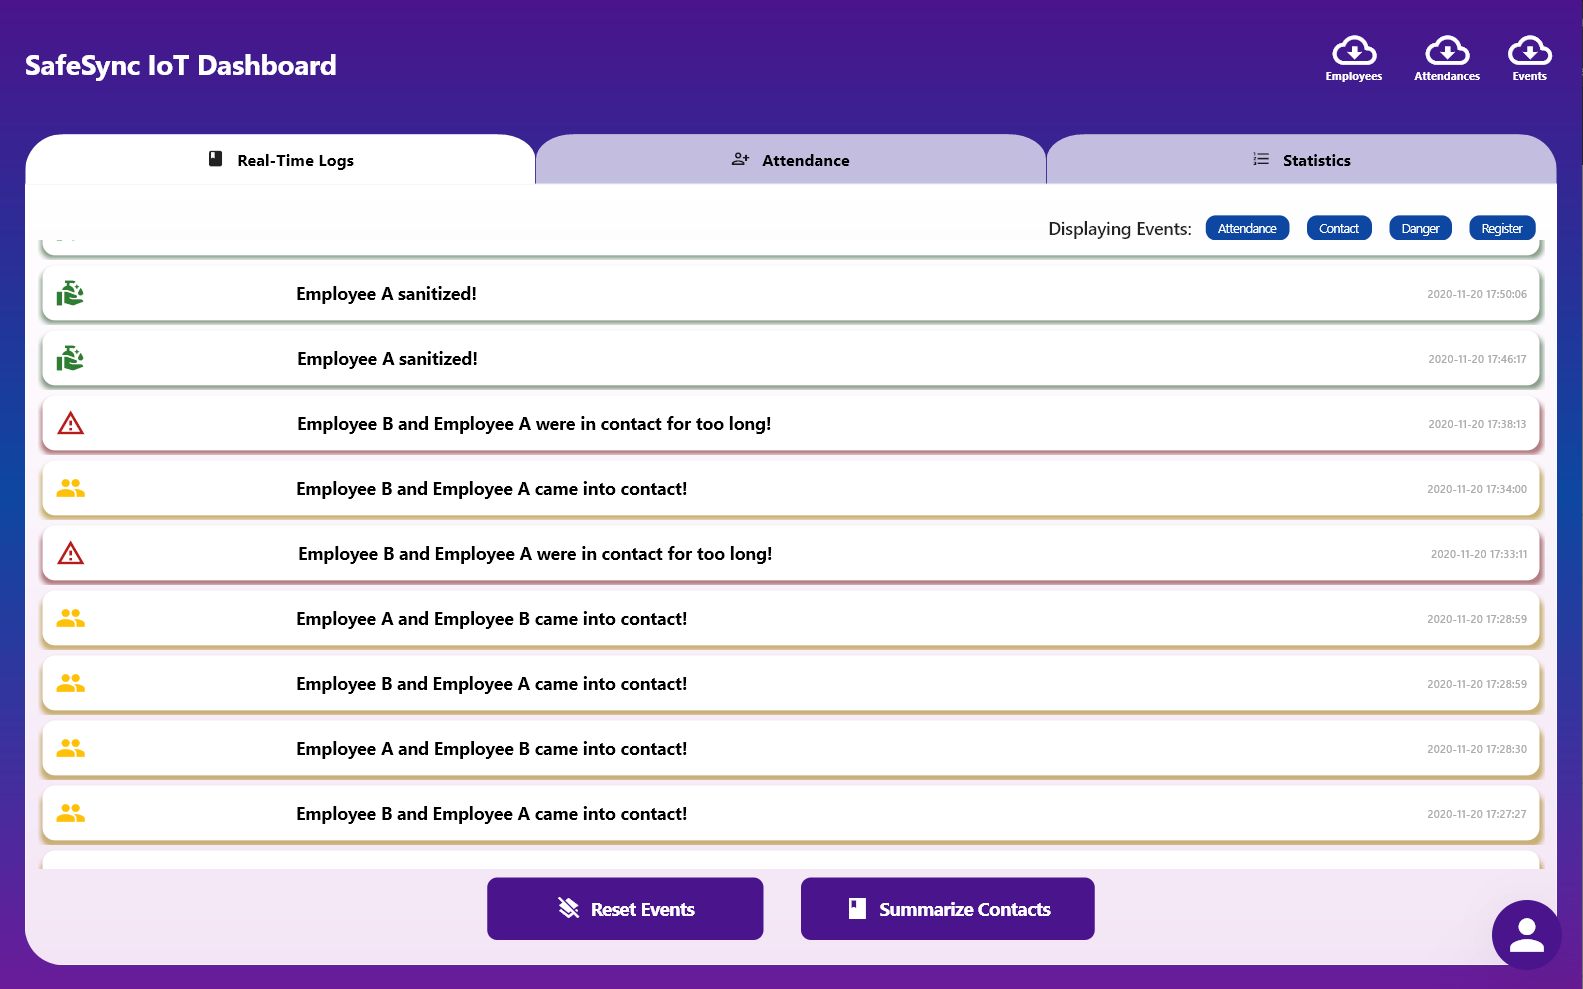 SafeSync IoT Dashboard
Employees
Attendances
Events
Real-Time Logs
Attendance
Statistics
Displaying Events:
Attendance
Contact
Danger
Register
Employee A sanitized!
2020-11-20 17:50:06
Employee A sanitized!
2020-11-20 17:46:17
Employee B and Employee A were in contact for too long!
2020-11-20 17:38:13
Employee B and Employee A came into contact!
2020-11-20 17:34:00
Employee B and Employee A were in contact for too long!
2020-11-20 17:33:11
Employee A and Employee B came into contact!
2020-11-20 17:28:59
Employee B and Employee A came into contact!
2020-11-20 17:28:59
Employee A and Employee B came into contact!
2020-11-20 17:28:30
Employee B and Employee A came into contact!
2020-11-20 17:27:27
Reset Events
Summarize Contacts